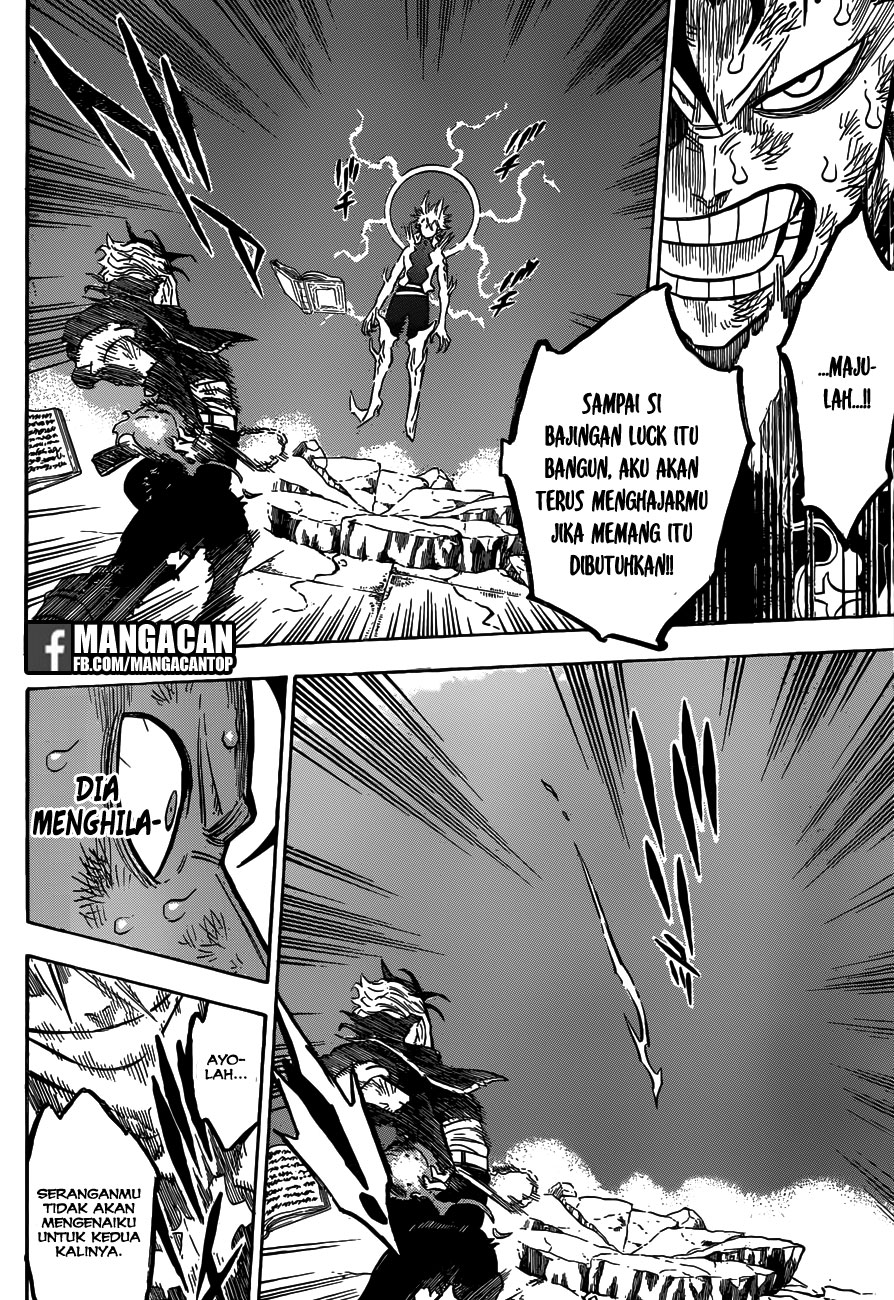 ...MAJU-
LAH...!!
SAMPAI SI
BAJINGAN LUCK ITU
BANGUN, AKU AKAN
TERUS MENGHAJARMU
JIKA MEMANG ITU
DIBUTUHKAN!!
f MANGACAN
FB.COM/MANGACANTOP
DIA
MENGHILA-
AYO-
LAH...
SERANGANMU
TIDAK AKAN
MENGENAIKU
UNTUK KEDUA
KALINYA.